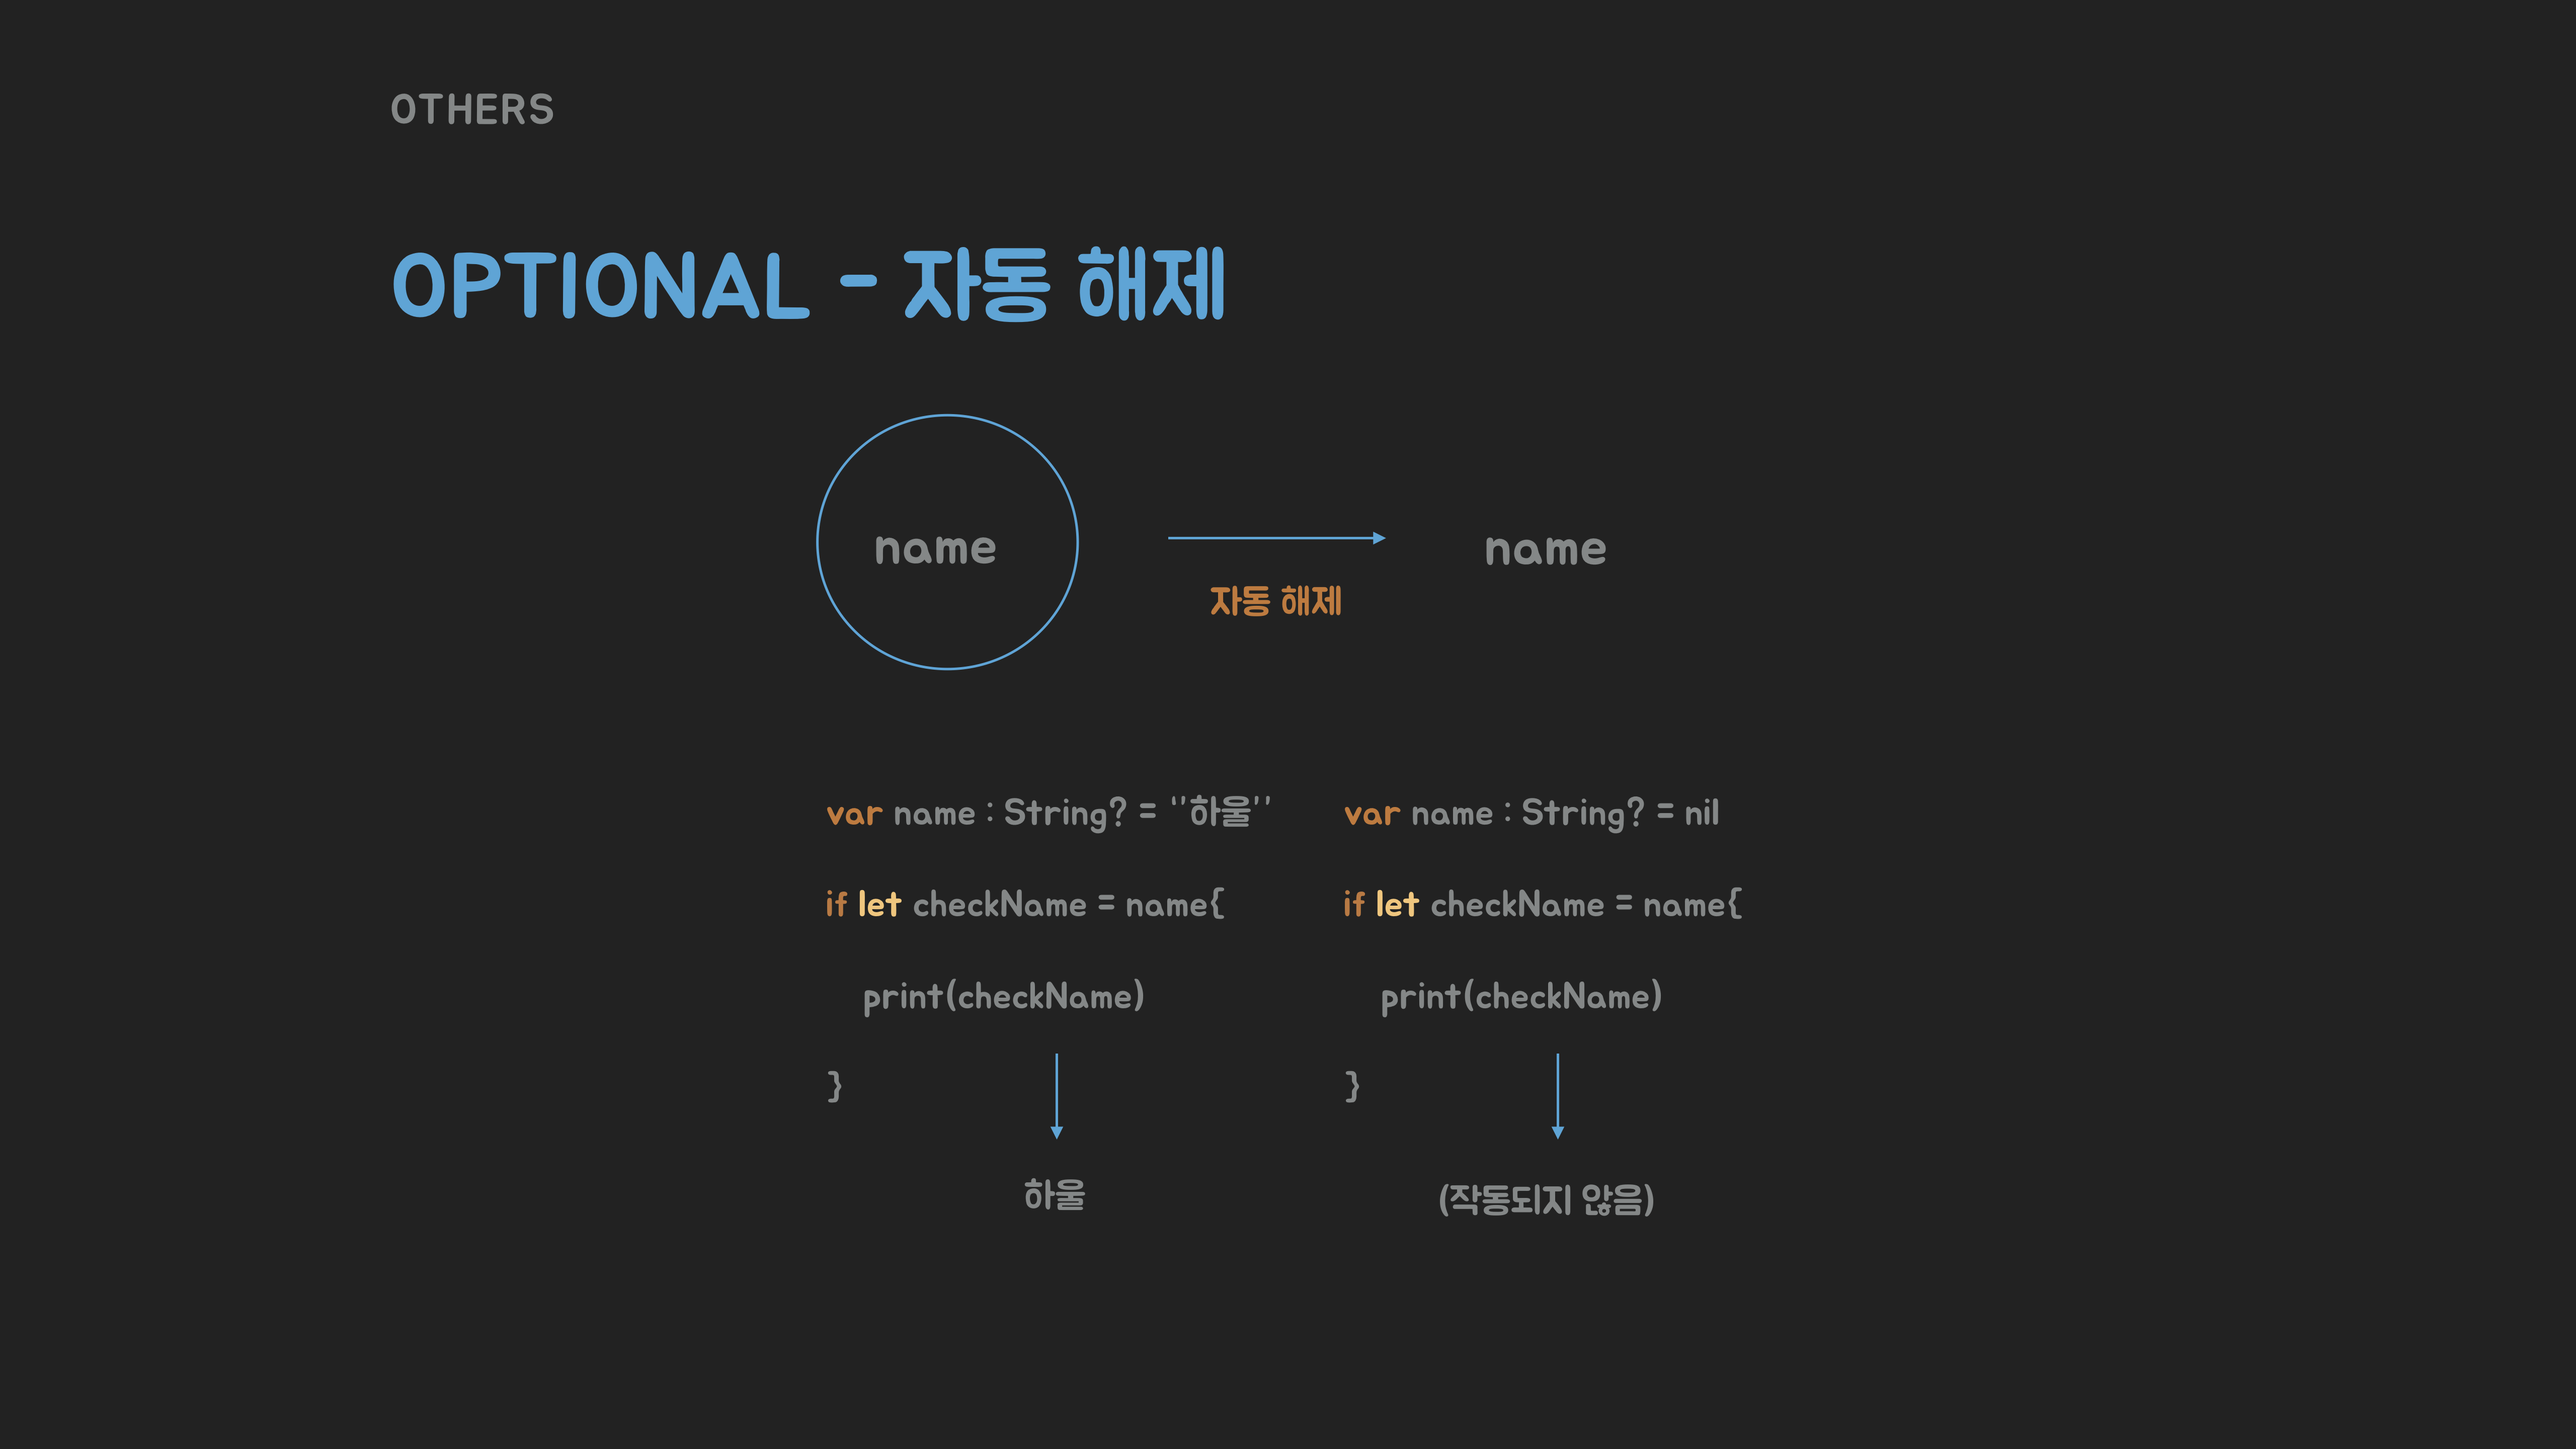 OTHERS
OPTIONAL - 자동 해제
name
자동 해제
name
var name : String? = “하울”
if let checkName = name{
print(checkName)
}
하울
var name : String? = nil
if let checkName = name{
print(checkName)
}
(작동되지 않음)